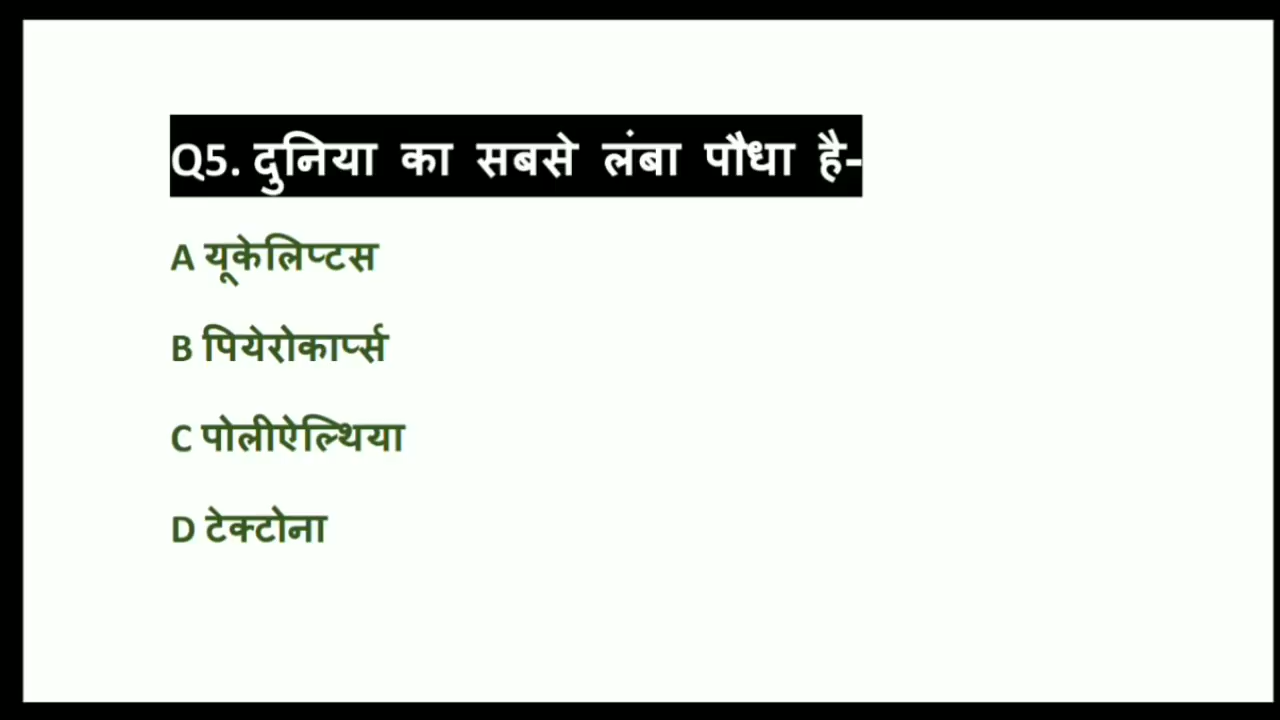 Q5. दुनिया का सबसे लंबा पौधा है-
A यूकेलिप्टस
B पियेरोकार्प्स
C पोलीऐल्थिया
D टेक्टोना